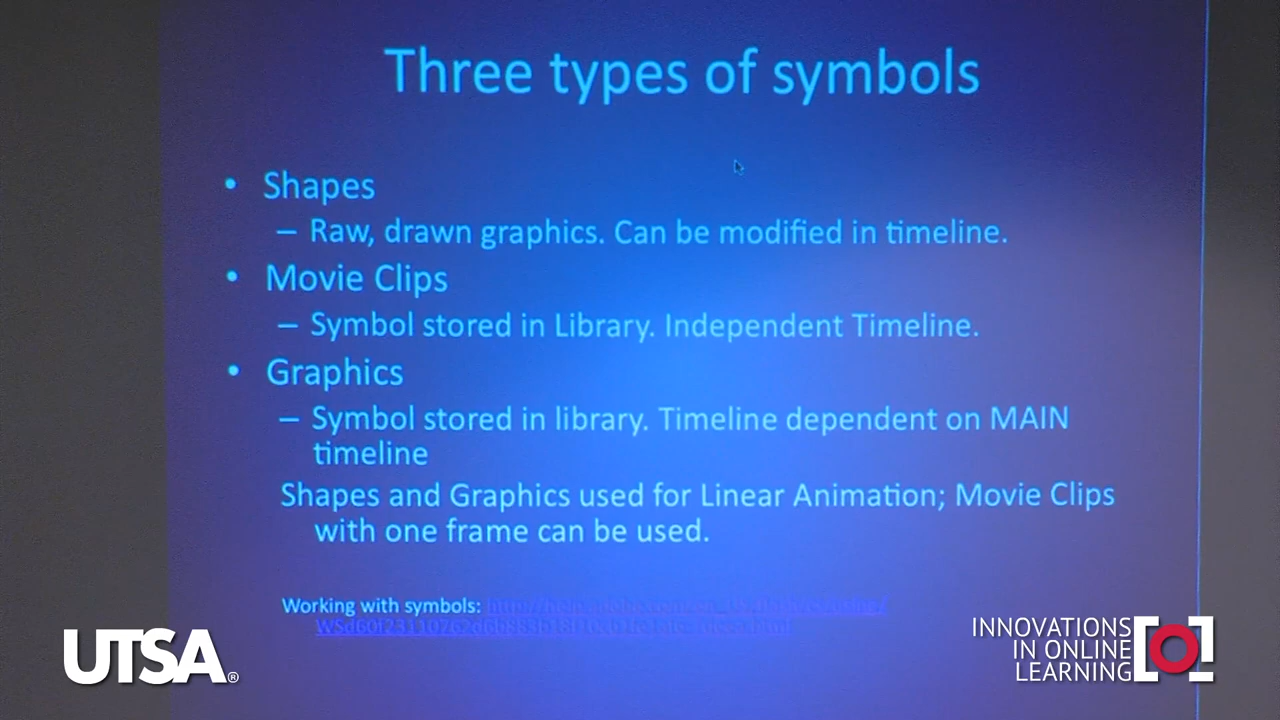 Three types of symbols
• Shapes
– Raw, drawn graphics. Can be modified in timeline.
• Movie Clips
– Symbol stored in Library. Independent Timeline.
• Graphics
– Symbol stored in library. Timeline dependent on MAIN
timeline
Shapes and Graphics used for Linear Animation; Movie Clips
with one frame can be used.
Working with symbols:
UTSA®
INNOVATIONS
IN ONLINE
LEARNING